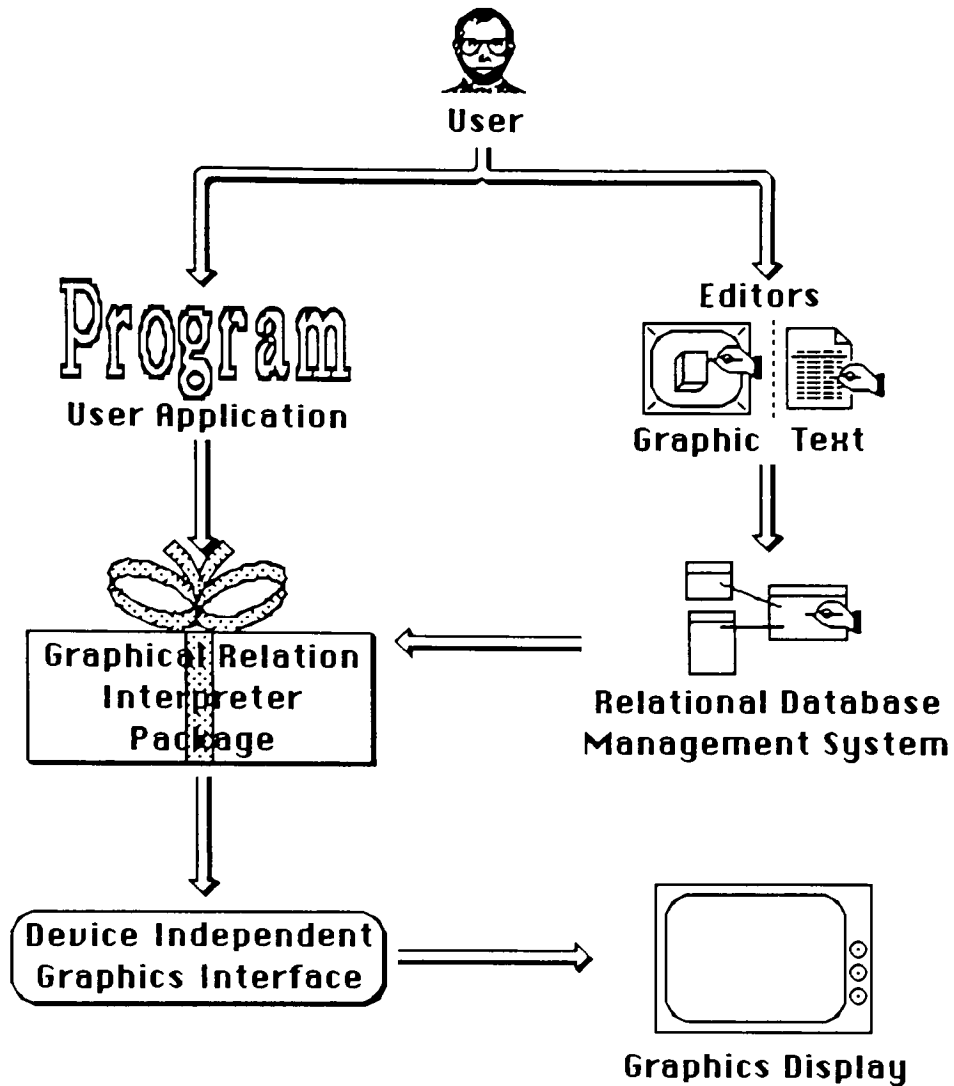 User
Program
User Application
Editors
Graphic Text
Graphical Relation
Interpreter
Package
Relational Database
Management System
Device Independent
Graphics Interface
Graphics Display